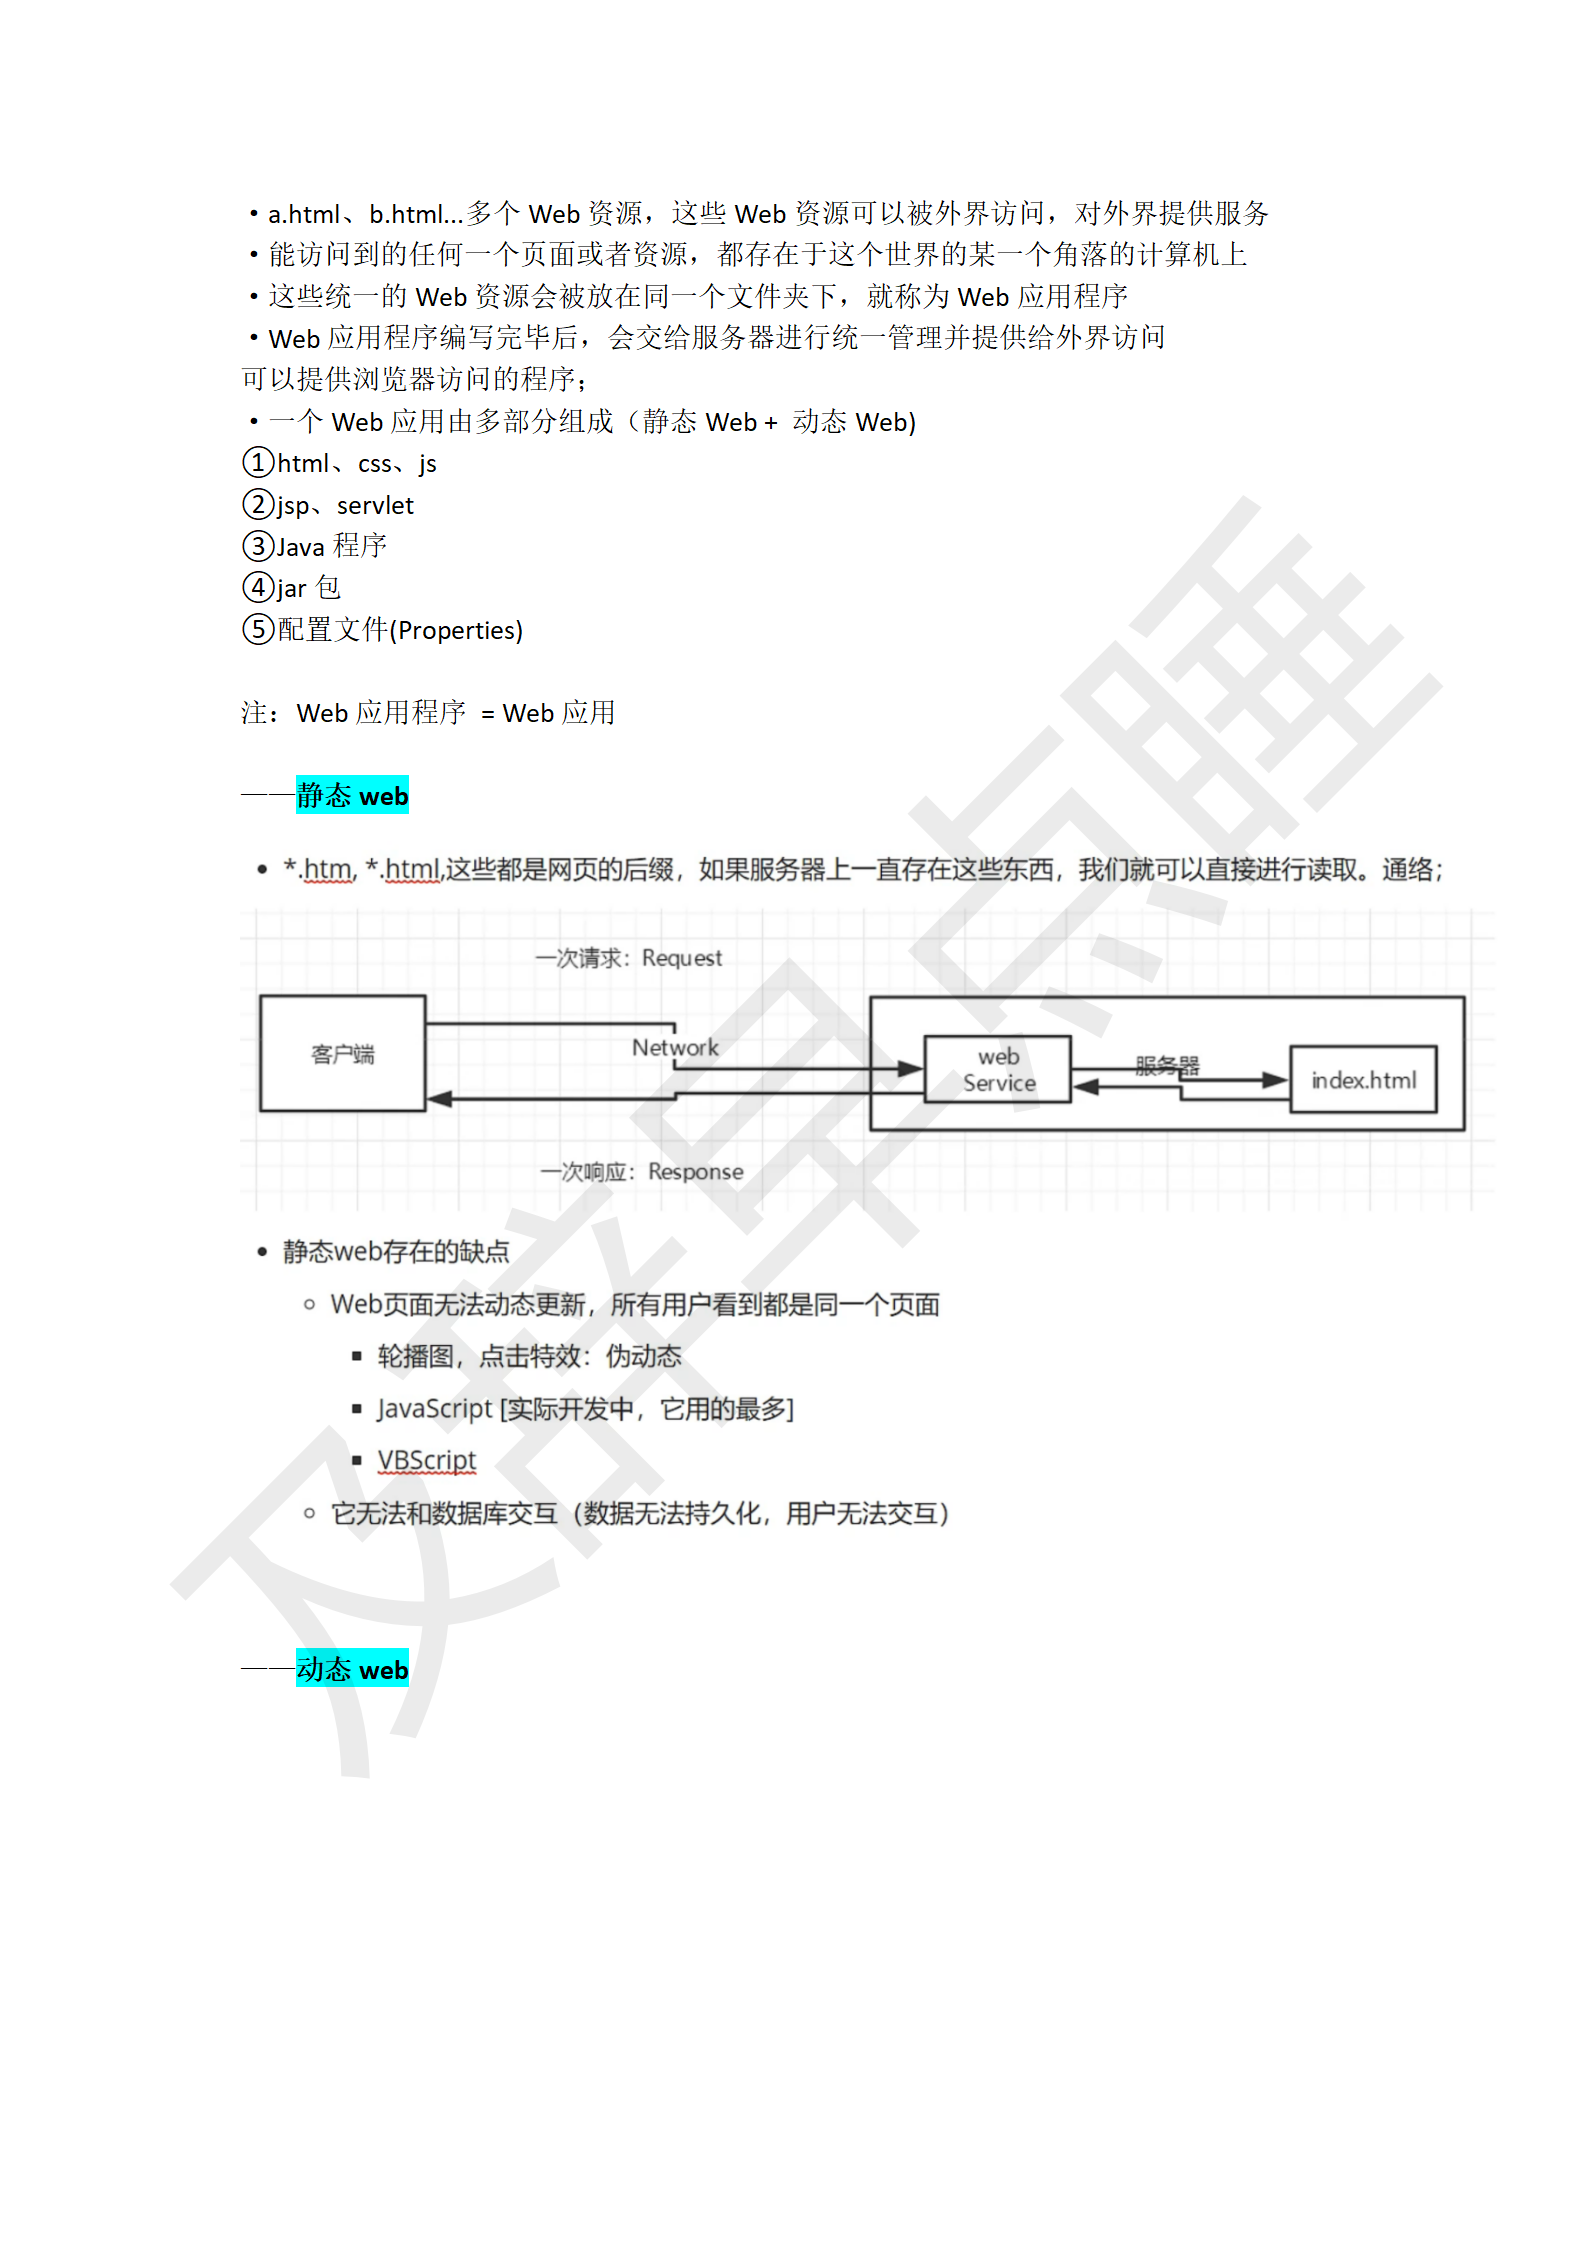 ·a.html、b.html...多个 Web 资源，这些 Web 资源可以被外界访问，对外界提供服务
·能访问到的任何一个页面或者资源，都存在于这个世界的某一个角落的计算机上
·这些统一的 Web 资源会被放在同一个文件夹下，就称为 Web 应用程序
·Web 应用程序编写完毕后，会交给服务器进行统一管理并提供给外界访问
可以提供浏览器访问的程序；
·一个 Web 应用由多部分组成（静态 Web + 动态 Web)
①html、css、js
②jsp、servlet
③Java 程序
④jar 包
⑤配置文件(Properties)
注：Web 应用程序 = Web 应用
——静态 web
• *.htm, *.html,这些都是网页的后缀，如果服务器上一直存在这些东西，我们就可以直接进行读取。通络；
一次请求：Request
客户端
Network
web
Service
服务器
index.html
一次响应：Response
• 静态web存在的缺点
○ Web页面无法动态更新，所有用户看到都是同一个页面
■ 轮播图，点击特效：伪动态
■ JavaScript [实际开发中，它用的最多]
■ VBScript
○ 它无法和数据库交互（数据无法持久化，用户无法交互）
——动态 web
及辞早点睡